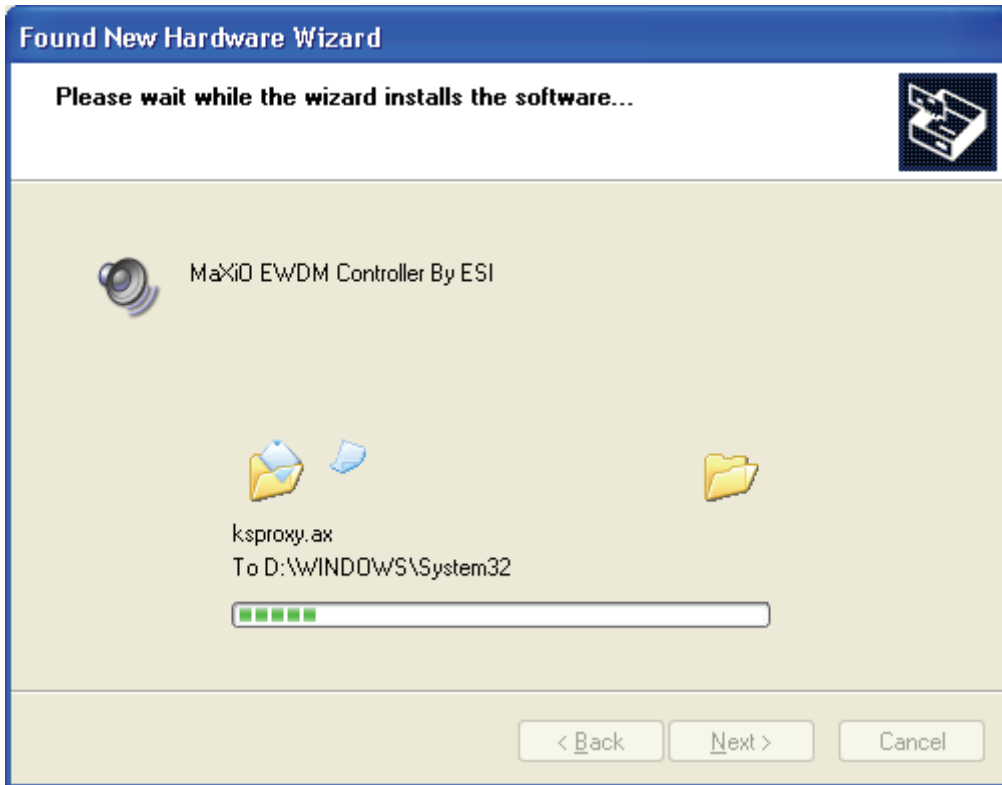 Found New Hardware Wizard
Please wait while the wizard installs the software...
MaXiO EWDM Controller By ESI
ksproxy.ax
To D:\WINDOWS\System32
< Back
Next >
Cancel